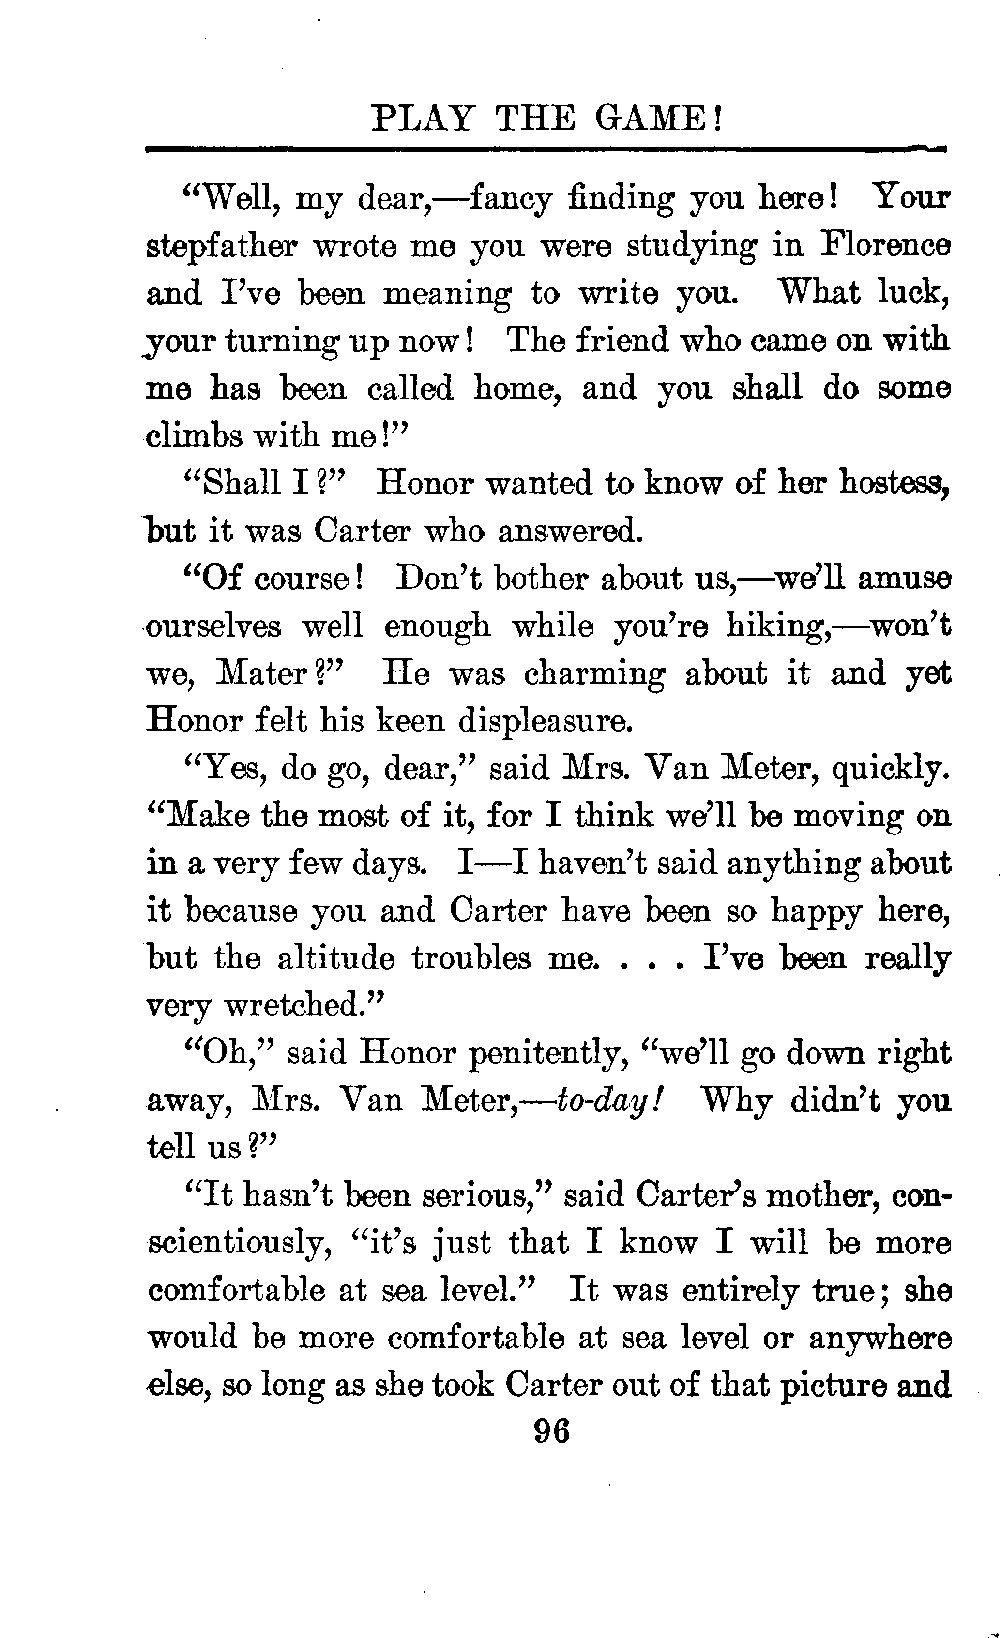 PLAY THE GAME!
“Well, my dear,—fancy finding you here! Your
stepfather wrote me you were studying in Florence
and I’ve been meaning to write you. What luck,
your turning up now! The friend who came on with
me has been called home, and you shall do some
climbs with me!”
“Shall I?” Honor wanted to know of her hostess,
but it was Carter who answered.
“Of course! Don’t bother about us,—we’ll amuse
ourselves well enough while you’re hiking,—won’t
we, Mater?” He was charming about it and yet
Honor felt his keen displeasure.
“Yes, do go, dear,” said Mrs. Van Meter, quickly.
“Make the most of it, for I think we’ll be moving on
in a very few days. I—I haven’t said anything about
it because you and Carter have been so happy here,
but the altitude troubles me. . . . I’ve been really
very wretched.”
“Oh,” said Honor penitently, “we’ll go down right
away, Mrs. Van Meter,—to-day! Why didn’t you
tell us?”
“It hasn’t been serious,” said Carter’s mother, con-
scientiously, “it’s just that I know I will be more
comfortable at sea level.” It was entirely true; she
would be more comfortable at sea level or anywhere
else, so long as she took Carter out of that picture and
96